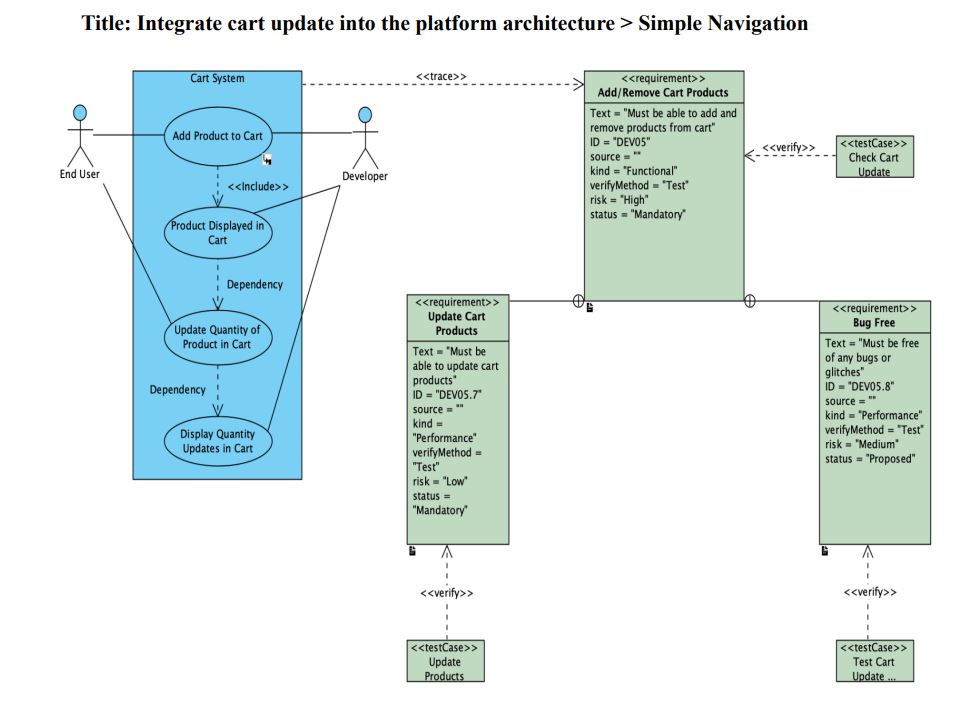 Title: Integrate cart update into the platform architecture > Simple Navigation
Cart System
Add Product to Cart
End User
Developer
<<Include>>
Product Displayed in
Cart
Dependency
Update Quantity of
Product in Cart
Dependency
Display Quantity
Updates in Cart
<<trace>>
<<requirement>>
Add/Remove Cart Products
Text = "Must be able to add and
remove products from cart"
ID = "DEV05"
source = ""
kind = "Functional"
verifyMethod = "Test"
risk = "High"
status = "Mandatory"
<<verify>>
<<testCase>>
Check Cart
Update
<<requirement>>
Update Cart
Products
Text = "Must be
able to update cart
products"
ID = "DEV05.7"
source = ""
kind =
"Performance"
verifyMethod =
"Test"
risk = "Low"
status =
"Mandatory"
<<verify>>
<<testCase>>
Update
Products
<<requirement>>
Bug Free
Text = "Must be free
of any bugs or
glitches"
ID = "DEV05.8"
source = ""
kind = "Performance"
verifyMethod = "Test"
risk = "Medium"
status = "Proposed"
<<verify>>
<<testCase>>
Test Cart
Update ...